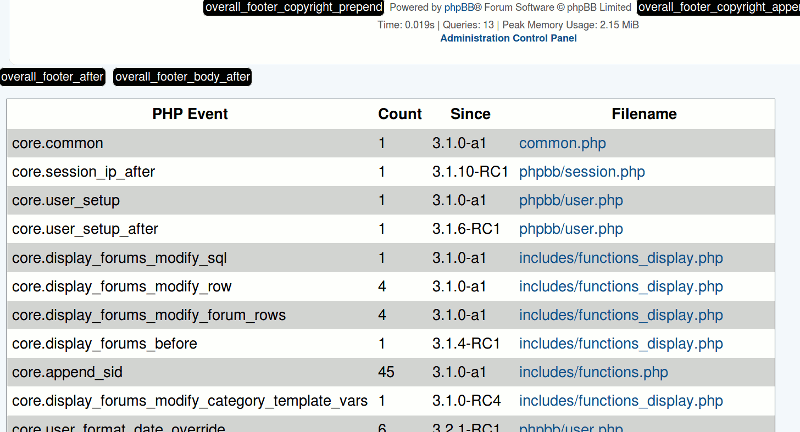 overall_footer_copyright_prepend Powered by phpBB® Forum Software © phpBB Limited overall_footer_copyright_appen
Time: 0.019s | Queries: 13 | Peak Memory Usage: 2.15 MiB
Administration Control Panel
overall_footer_after overall_footer_body_after
PHP Event Count Since Filename
core.common 1 3.1.0-a1 common.php
core.session_ip_after 1 3.1.10-RC1 phpbb/session.php
core.user_setup 1 3.1.0-a1 phpbb/user.php
core.user_setup_after 1 3.1.6-RC1 phpbb/user.php
core.display_forums_modify_sql 1 3.1.0-a1 includes/functions_display.php
core.display_forums_modify_row 4 3.1.0-a1 includes/functions_display.php
core.display_forums_modify_forum_rows 4 3.1.0-a1 includes/functions_display.php
core.display_forums_before 1 3.1.4-RC1 includes/functions_display.php
core.append_sid 45 3.1.0-a1 includes/functions.php
core.display_forums_modify_category_template_vars 1 3.1.0-RC4 includes/functions_display.php
core.user_format_date_override 6 3.2.1-RC1 phpbb/user.php